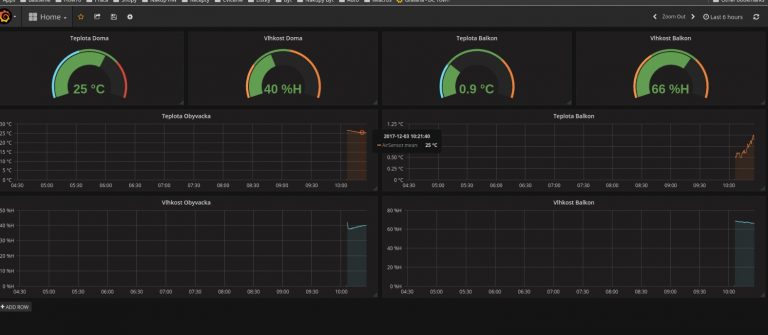 Home
Zoom Out Last 6 hours
Teplota Doma
Vlhkost Doma
Teplota Balkon
Vlhkost Balkon
25 °C
40 %H
0.9 °C
66 %H
Teplota Obyvacka
30 °C
25 °C
20 °C
15 °C
10 °C
5 °C
0 °C
04:30 05:00 05:30 06:00 06:30 07:00 07:30 08:00 08:30 09:00 09:30 10:00
2017-12-03 10:21:40
AirSensor.mean: 25 °C
Teplota Balkon
1.25 °C
0.50 °C
0.25 °C
0 °C
04:30 05:00 05:30 06:00 06:30 07:00 07:30 08:00 08:30 09:00 09:30 10:00
Vlhkost Obyvacka
50 %H
40 %H
30 %H
20 %H
10 %H
0 %H
04:30 05:00 05:30 06:00 06:30 07:00 07:30 08:00 08:30 09:00 09:30 10:00
Vlhkost Balkon
80 %H
60 %H
40 %H
20 %H
0 %H
04:30 05:00 05:30 06:00 06:30 07:00 07:30 08:00 08:30 09:00 09:30 10:00
+ ADD ROW